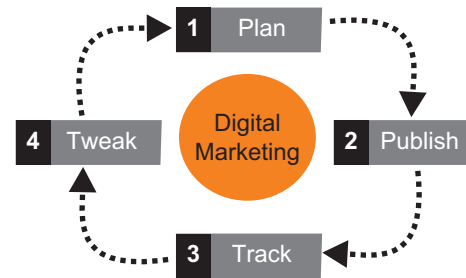 1 Plan
Digital
Marketing
4 Tweak
2 Publish
3 Track